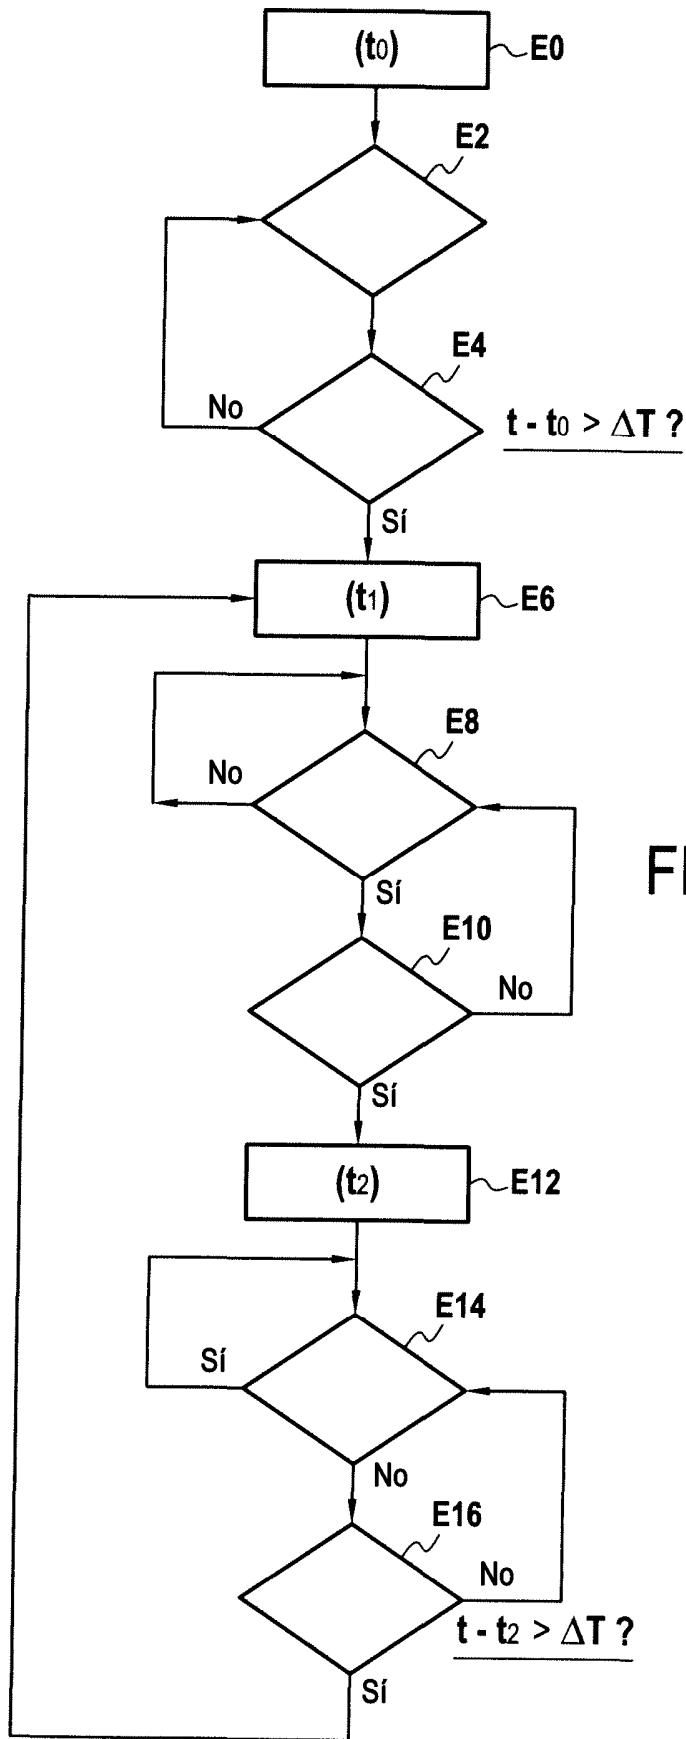 (t0)
E0
E2
E4
No
t - t0 > ΔT ?
Sí
(t1)
E6
E8
No
Sí
E10
No
Sí
(t2)
E12
E14
Sí
No
E16
No
t - t2 > ΔT ?
Sí